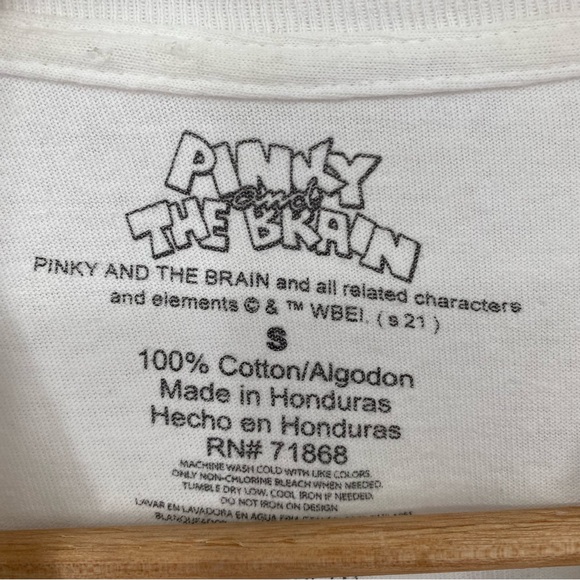 PINKY
and
THE BRAIN
PINKY AND THE BRAIN and all related characters
and elements © & ™ WBEI. (s21)
S
100% Cotton/Algodon
Made in Honduras
Hecho en Honduras
RN# 71868
MACHINE WASH COLD WITH LIKE COLORS.
ONLY NON-CHLORINE BLEACH WHEN NEEDED.
TUMBLE DRY LOW. COOL IRON IF NEEDED.
DO NOT IRON ON DESIGN
LAVAR EN LAVADORA EN AGUA FRIA